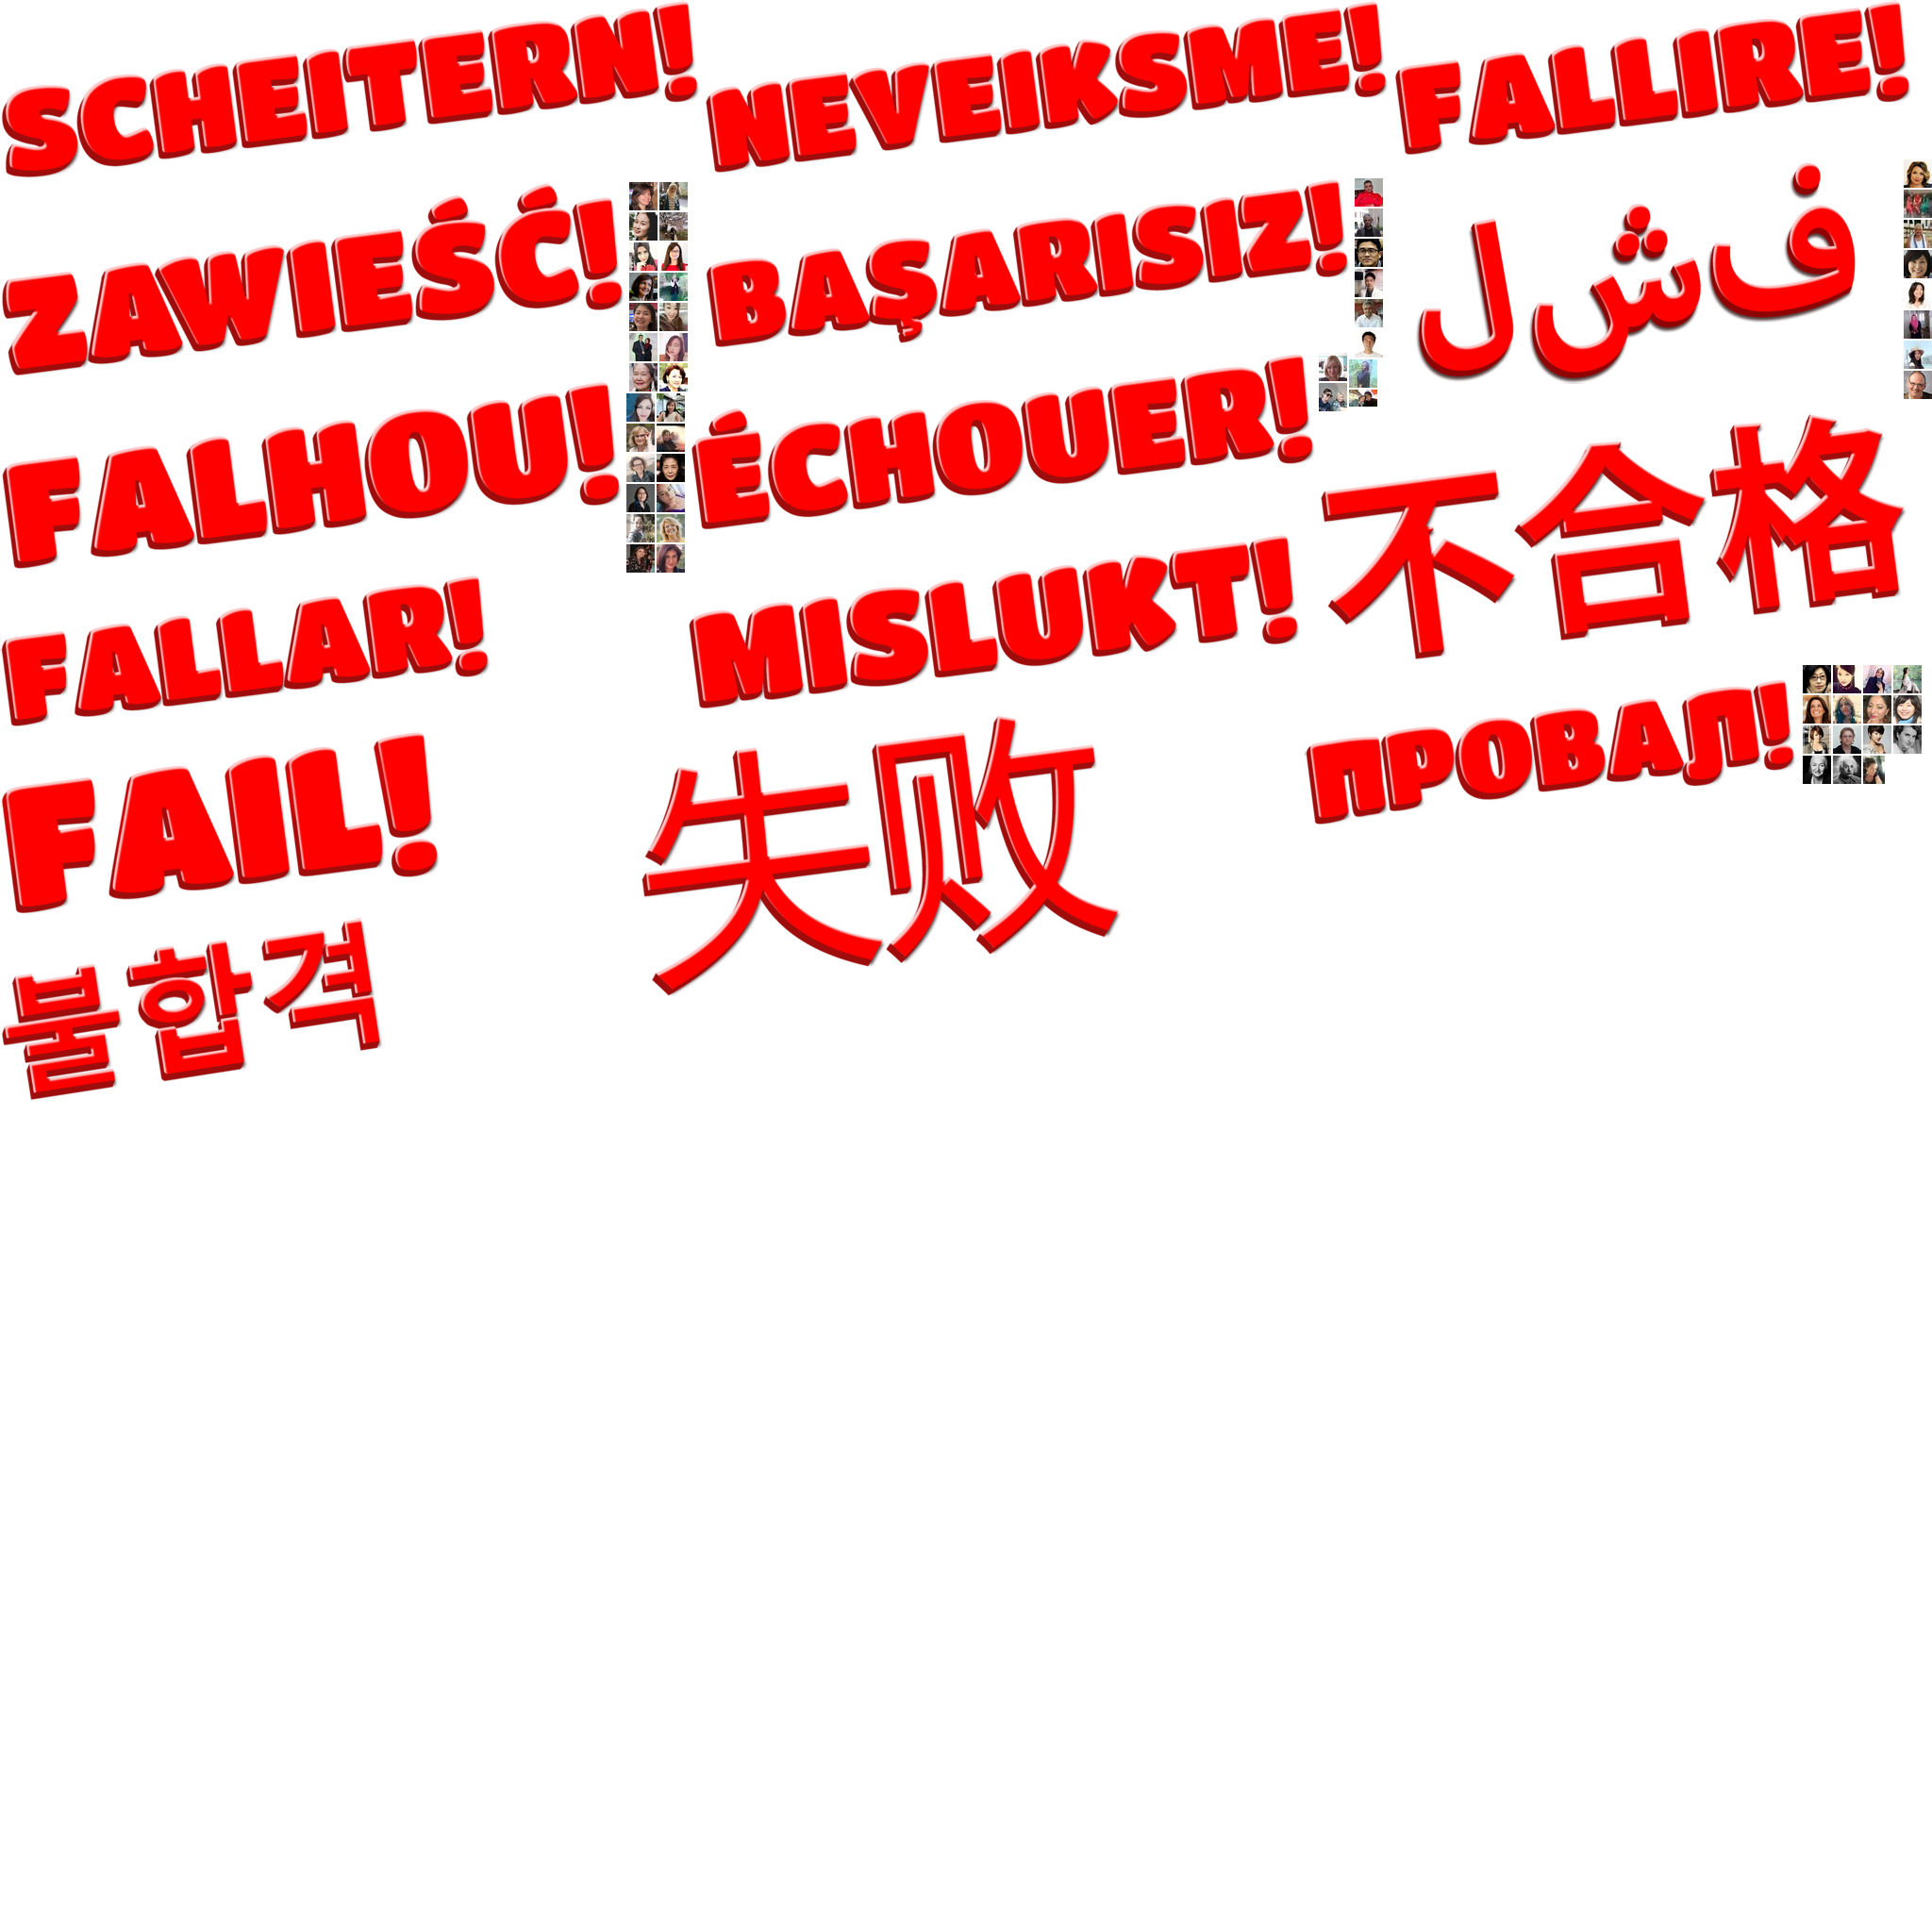 SCHEITERN!
NEVEIKSME!
FALLIRE!
ZAWIEŚĆ!
BAŞARISIZ!
ف ش ل
FALHOU!
ÉCHOUER!
不合格
FALLAR!
MISLUKT!
ПРОВАЛ!
FAIL!
失败
불합격